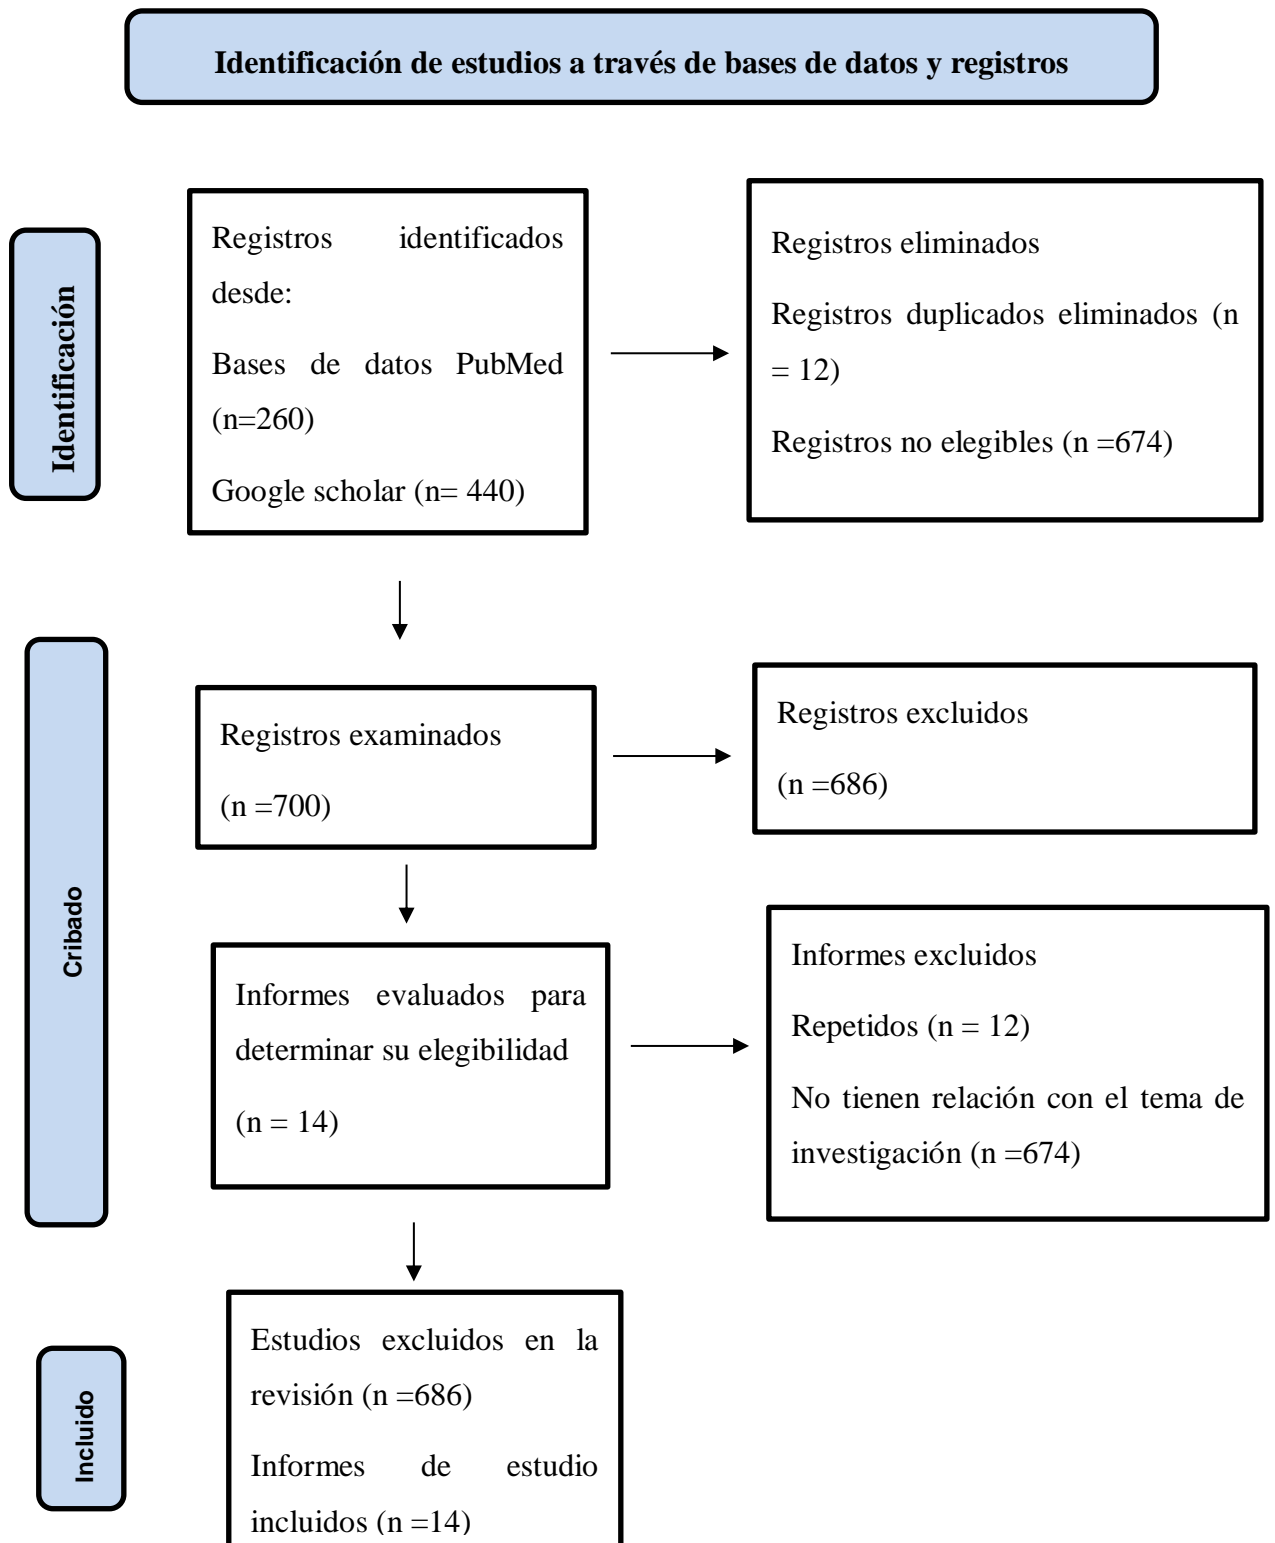 Identificación de estudios a través de bases de datos y registros
Identificación
Registros identificados
desde:
Bases de datos PubMed
(n=260)
Google scholar (n= 440)
Registros eliminados
Registros duplicados eliminados (n
= 12)
Registros no elegibles (n =674)
Cribado
Registros examinados
(n =700)
Registros excluidos
(n =686)
Informes evaluados para
determinar su elegibilidad
(n = 14)
Informes excluidos
Repetidos (n = 12)
No tienen relación con el tema de
investigación (n =674)
Incluido
Estudios excluidos en la
revisión (n =686)
Informes de estudio
incluidos (n =14)